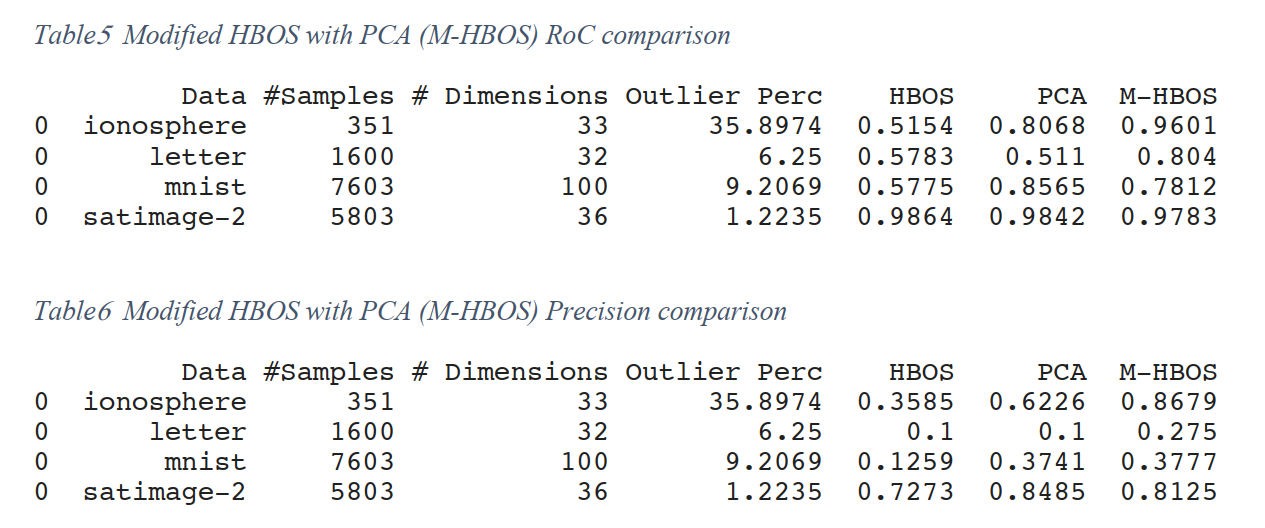 Table5 Modified HBOS with PCA (M-HBOS) RoC comparison
Data #Samples # Dimensions Outlier Perc HBOS PCA M-HBOS
0 ionosphere 351 33 35.8974 0.5154 0.8068 0.9601
0 letter 1600 32 6.25 0.5783 0.511 0.804
0 mnist 7603 100 9.2069 0.5775 0.8565 0.7812
0 satimage-2 5803 36 1.2235 0.9864 0.9842 0.9783
Table6 Modified HBOS with PCA (M-HBOS) Precision comparison
Data #Samples # Dimensions Outlier Perc HBOS PCA M-HBOS
0 ionosphere 351 33 35.8974 0.3585 0.6226 0.8679
0 letter 1600 32 6.25 0.1 0.1 0.275
0 mnist 7603 100 9.2069 0.1259 0.3741 0.3777
0 satimage-2 5803 36 1.2235 0.7273 0.8485 0.8125